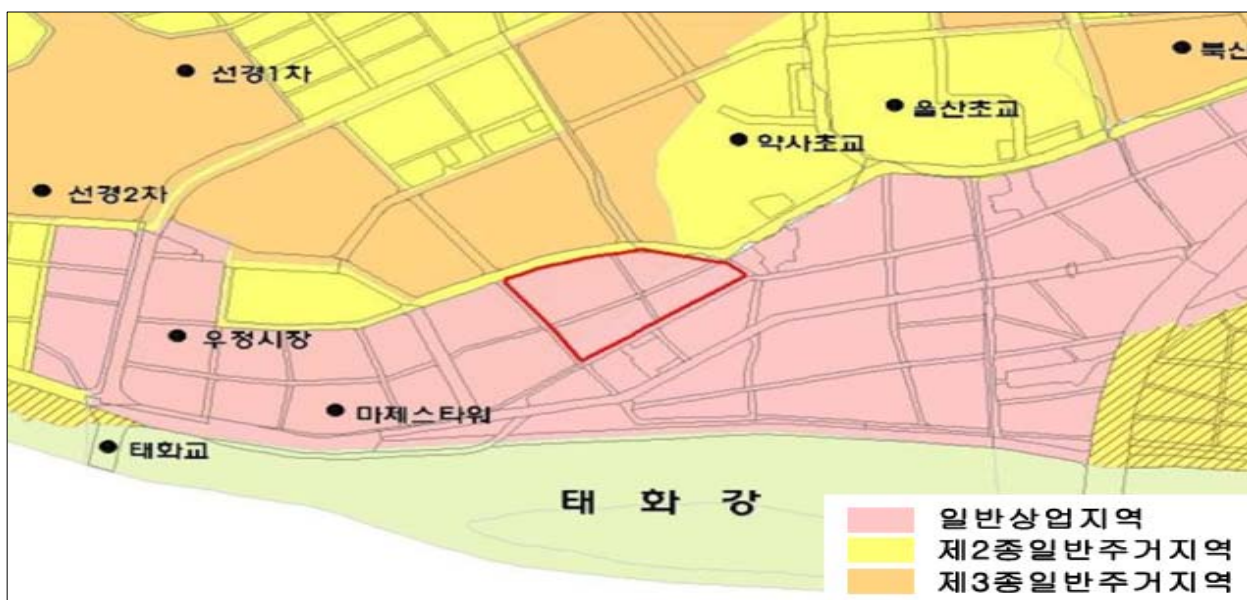 선경1차
북산
울산초교
약사초교
선경2차
우정시장
마제스타워
태화교
태 화 강
일반상업지역
제2종일반주거지역
제3종일반주거지역